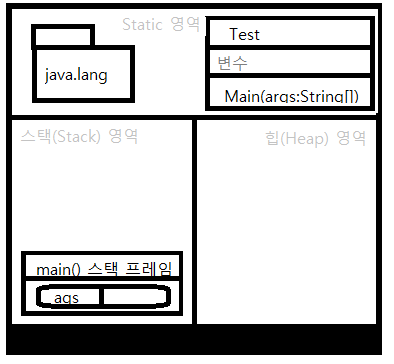 Static 영역
java.lang
Test
변수
Main(args:String[])
스택(Stack) 영역
힙(Heap) 영역
main() 스택 프레임
ags